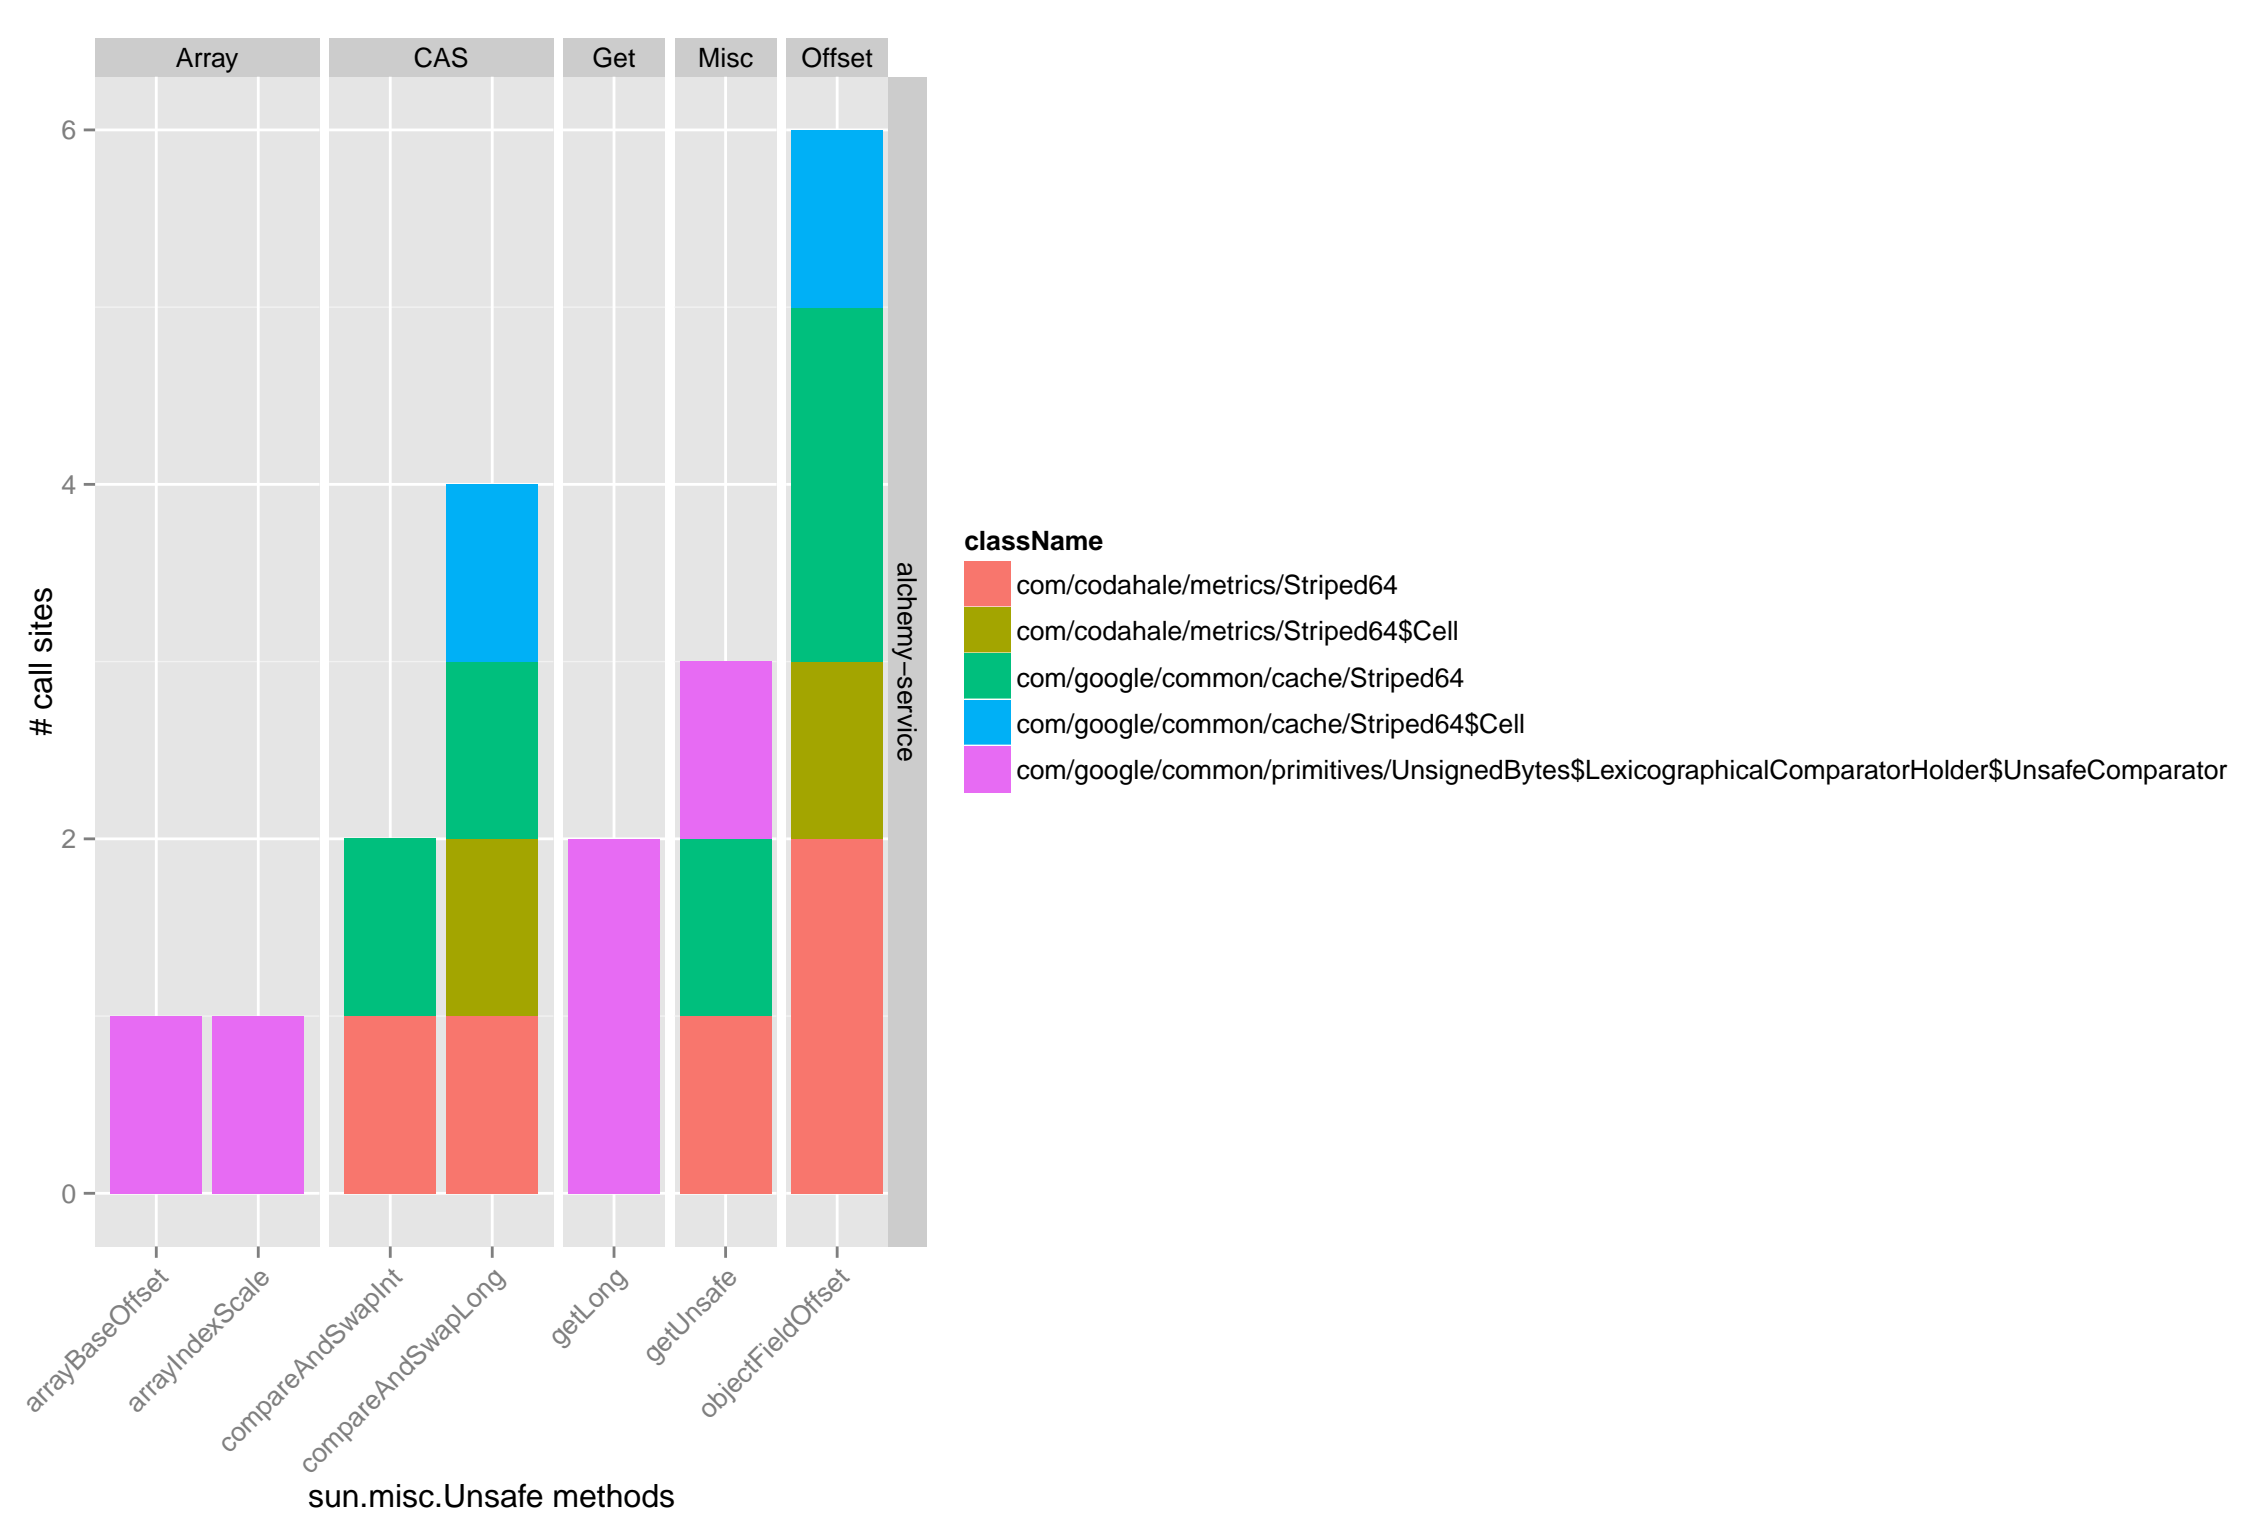 Array
CAS
Get
Misc
Offset
6
4
2
0
# call sites
alchemy−service
arrayBaseOffset
arrayIndexScale
compareAndSwapInt
compareAndSwapLong
getLong
getUnsafe
objectFieldOffset
sun.misc.Unsafe methods
className
com/codahale/metrics/Striped64
com/codahale/metrics/Striped64$Cell
com/google/common/cache/Striped64
com/google/common/cache/Striped64$Cell
com/google/common/primitives/UnsignedBytes$LexicographicalComparatorHolder$UnsafeComparator